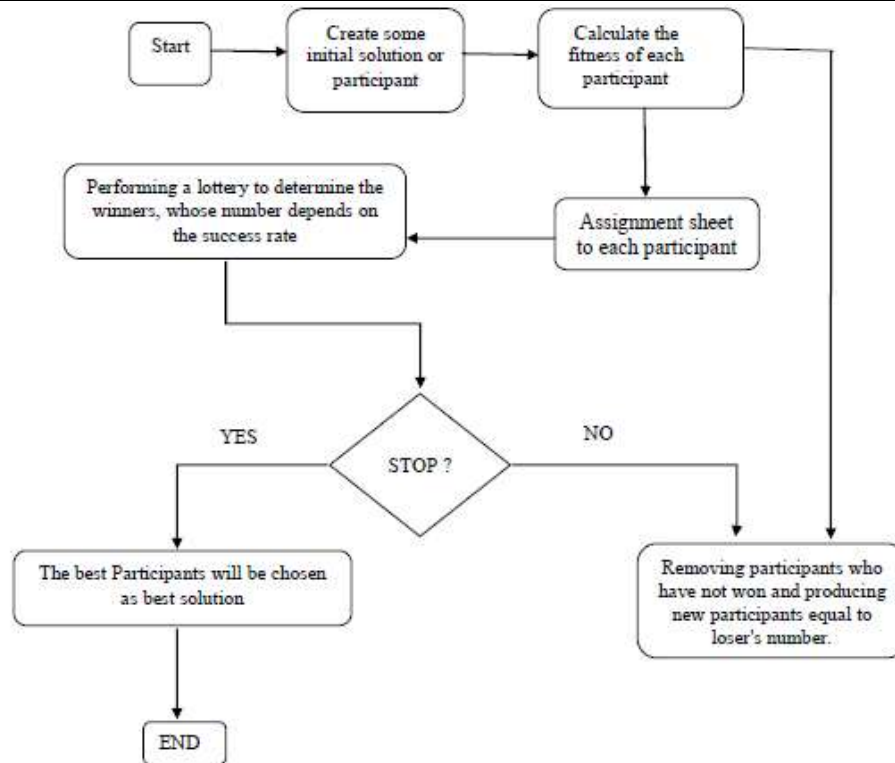 Start
Create some
initial solution or
participant
Calculate the
fitness of each
participant
Performing a lottery to determine the
winners, whose number depends on
the success rate
Assignment sheet
to each participant
YES
NO
STOP ?
The best Participants will be chosen
as best solution
Removing participants who
have not won and producing
new participants equal to
loser's number.
END